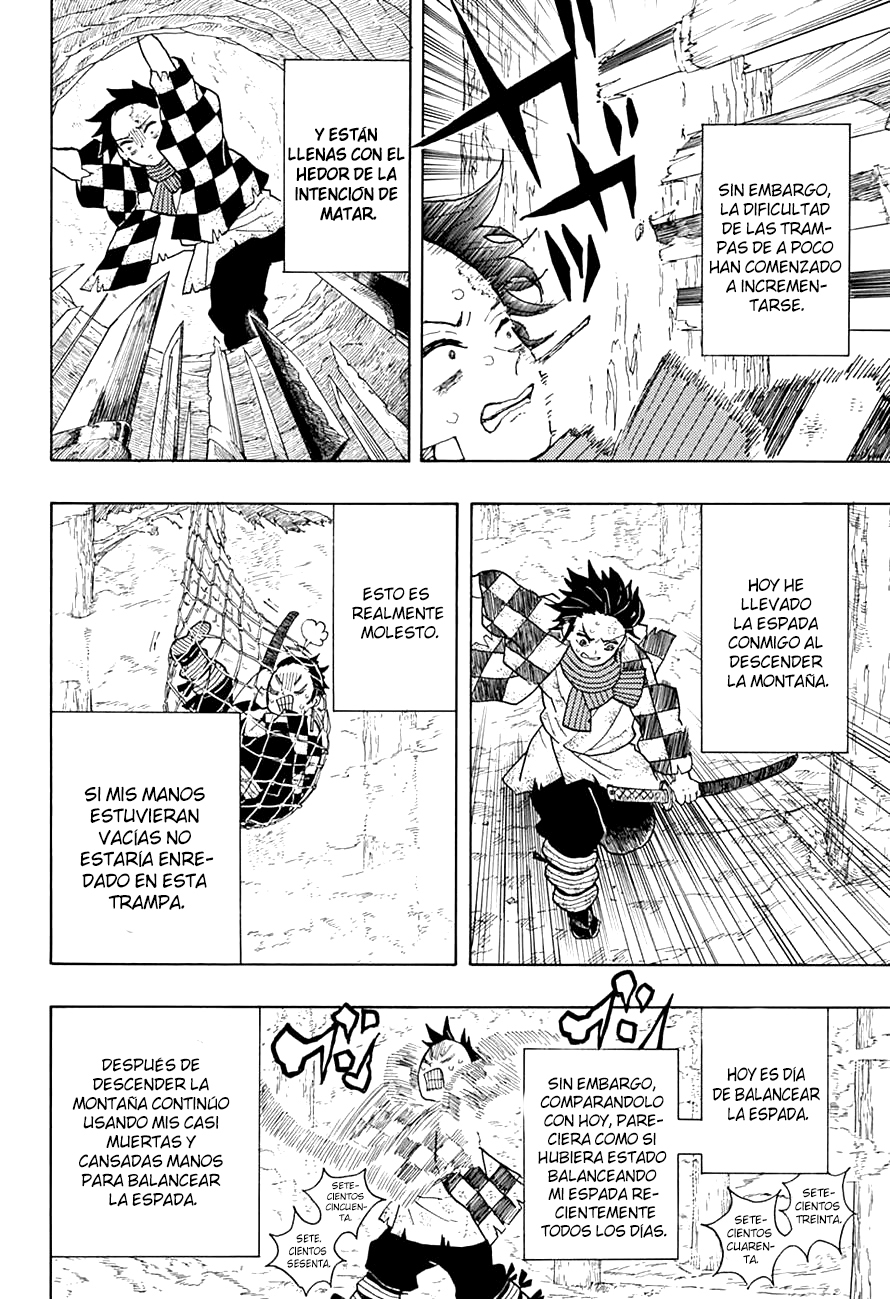 SIN EMBARGO,
LA DIFICULTAD
DE LAS TRAM-
PAS DE A POCO
HAN COMENZADO
A INCREMEN-
TARSE.
Y ESTÁN
LLENAS CON EL
HEDOR DE LA
INTENCIÓN DE
MATAR.
HOY HE
LLEVADO
LA ESPADA
CONMIGO AL
DESCENDER
LA MONTAÑA.
ESTO ES
REALMENTE
MOLESTO.
SI MIS MANOS
ESTUVIERAN
VACÍAS NO
ESTARÍA ENRE-
DADO EN ESTA
TRAMPA.
HOY ES DÍA
DE BALANCEAR
LA ESPADA.
SETE-
CIENTOS
TREINTA.
SETE-
CIENTOS
CUAREN-
TA.
SIN EMBARGO,
COMPARANDOLO
CON HOY, PARE-
CIERA COMO SI
HUBIERA ESTADO
BALANCEANDO
MI ESPADA RE-
CIENTEMENTE
TODOS LOS DÍAS.
SETE-
CIENTOS
CINCUEN-
TA.
SETE.
CIENTOS
SESENTA.
DESPUÉS DE
DESCENDER LA
MONTAÑA CONTINÚO
USANDO MIS CASI
MUERTAS Y
CANSADAS MANOS
PARA BALANCEAR
LA ESPADA.